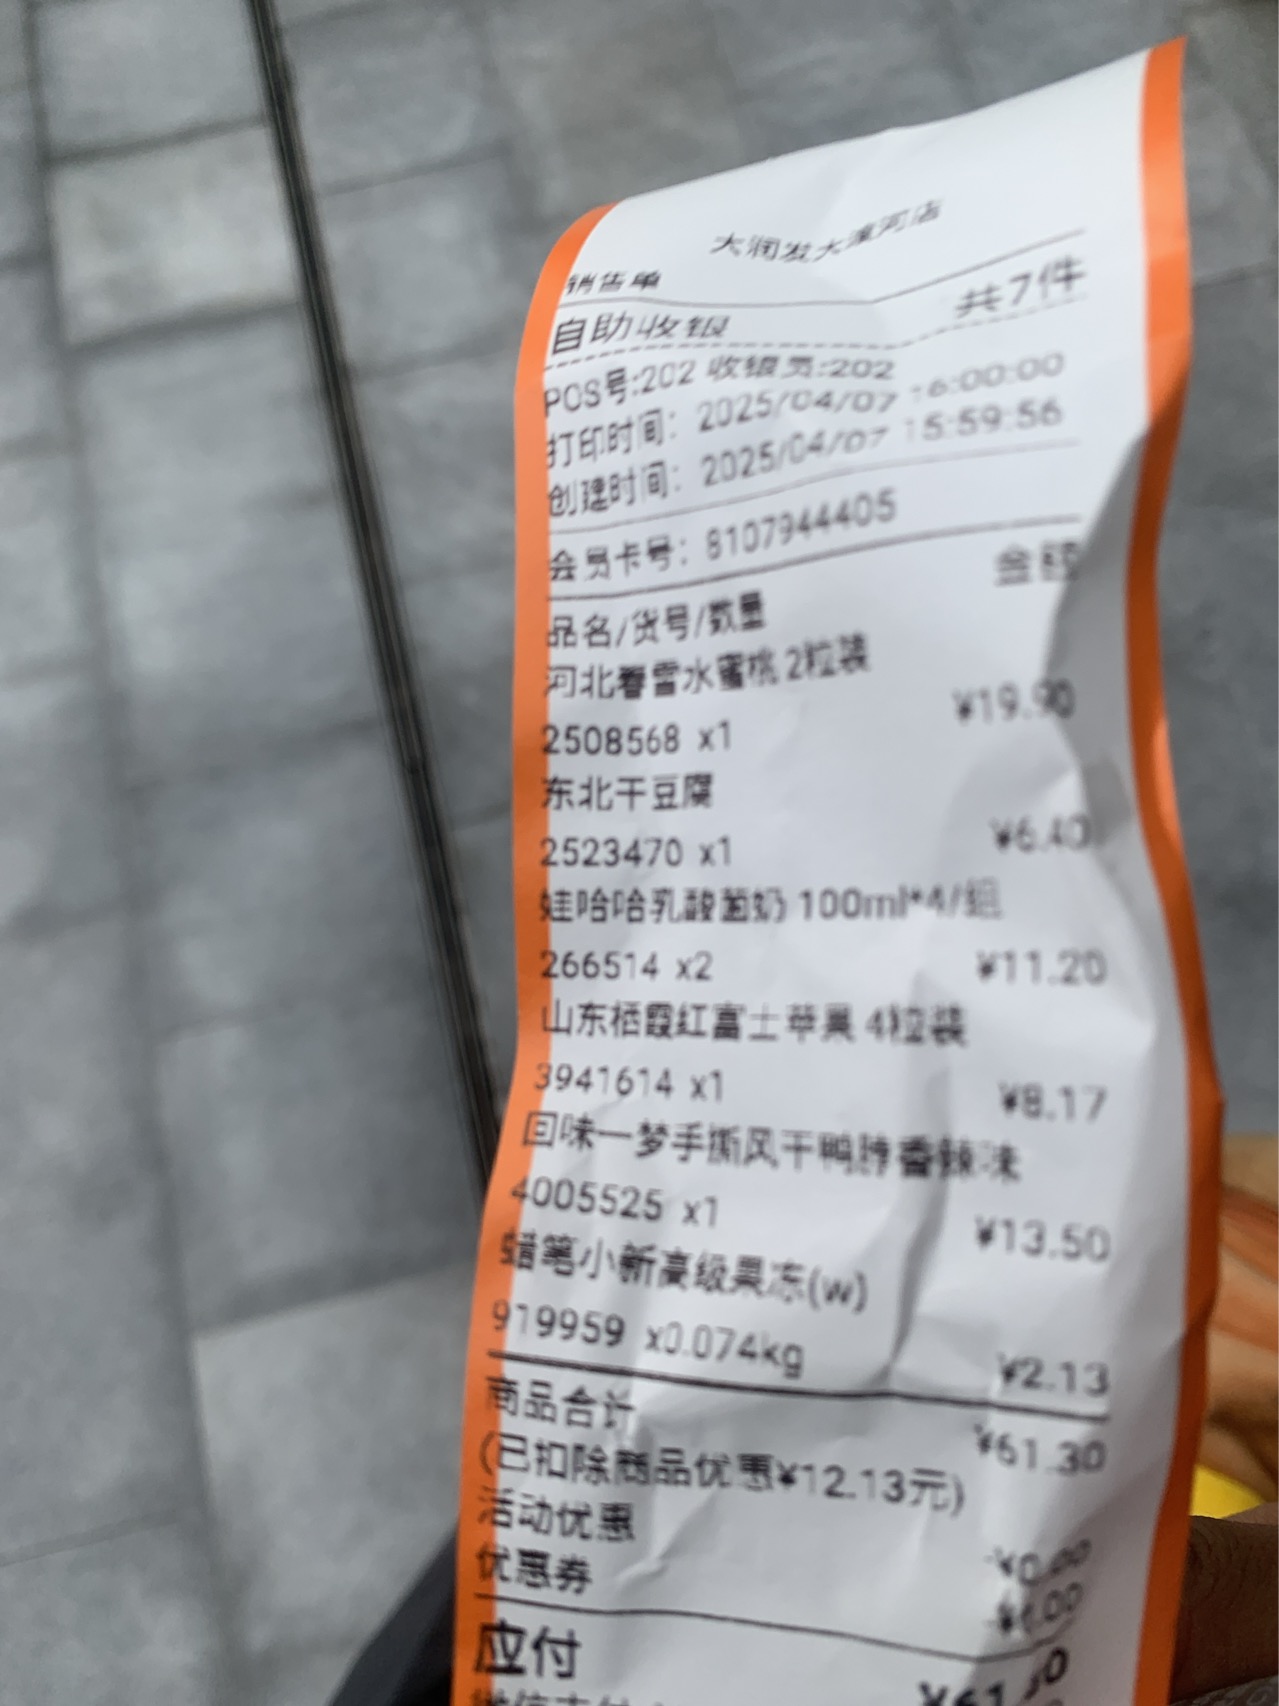 大润发大潼河店
销售单
自助收银 共7件
POS号:202 收银员:202
打印时间: 2025/04/07 16:00:00
创建时间: 2025/04/07 15:59:56
会员卡号: 8107944405
品名/货号/数量 金额
河北春雪水蜜桃 2粒装
2508568 x1 ¥19.90
东北干豆腐
2523470 x1 ¥6.40
娃哈哈乳酸菌奶 100ml*4/组
266514 x2 ¥11.20
山东栖霞红富士苹果 4粒装
3941614 x1 ¥8.17
回味一梦手撕风干鸭脖香辣味
4005525 x1 ¥13.50
蜡笔小新高级果冻(w)
919959 x0.074kg ¥2.13
商品合计 ¥61.30
(已扣除商品优惠¥12.13元)
活动优惠 -¥0.00
优惠券
应付